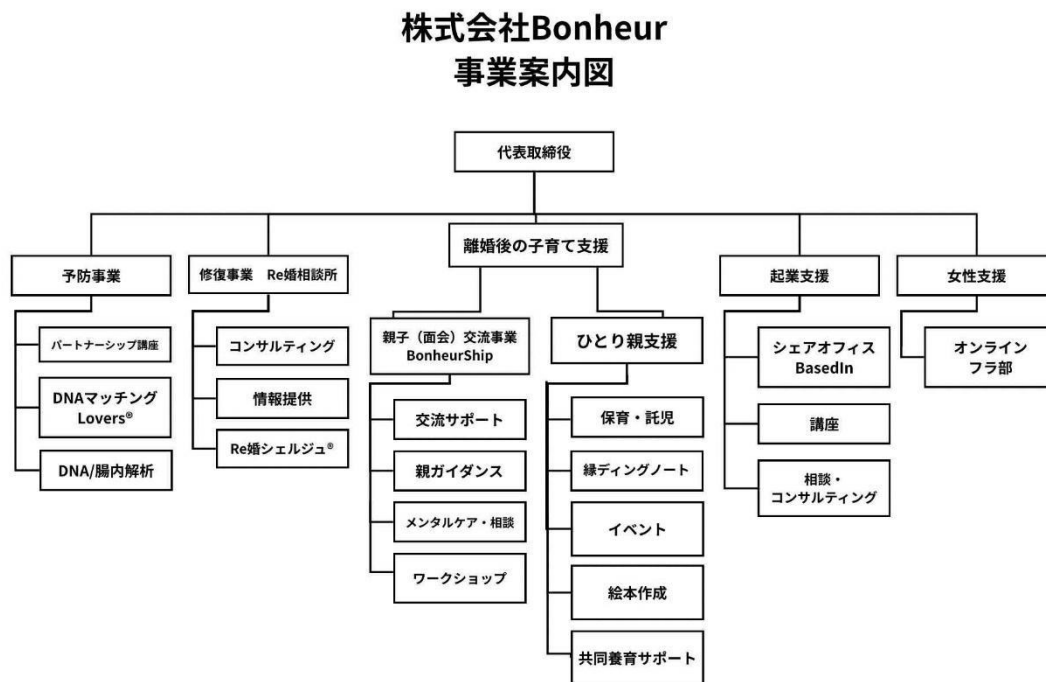 株式会社Bonheur
事業案内図
代表取締役
予防事業
パートナーシップ講座
DNAマッチング
Lovers®
DNA/腸内解析
修復事業　Re婚相談所
コンサルティング
情報提供
Re婚シェルジュ®
離婚後の子育て支援
親子（面会）交流事業
BonheurShip
交流サポート
親ガイダンス
メンタルケア・相談
ワークショップ
ひとり親支援
保育・託児
縁ディングノート
イベント
絵本作成
共同養育サポート
起業支援
シェアオフィス
BasedIn
講座
相談・
コンサルティング
女性支援
オンライン
フラ部